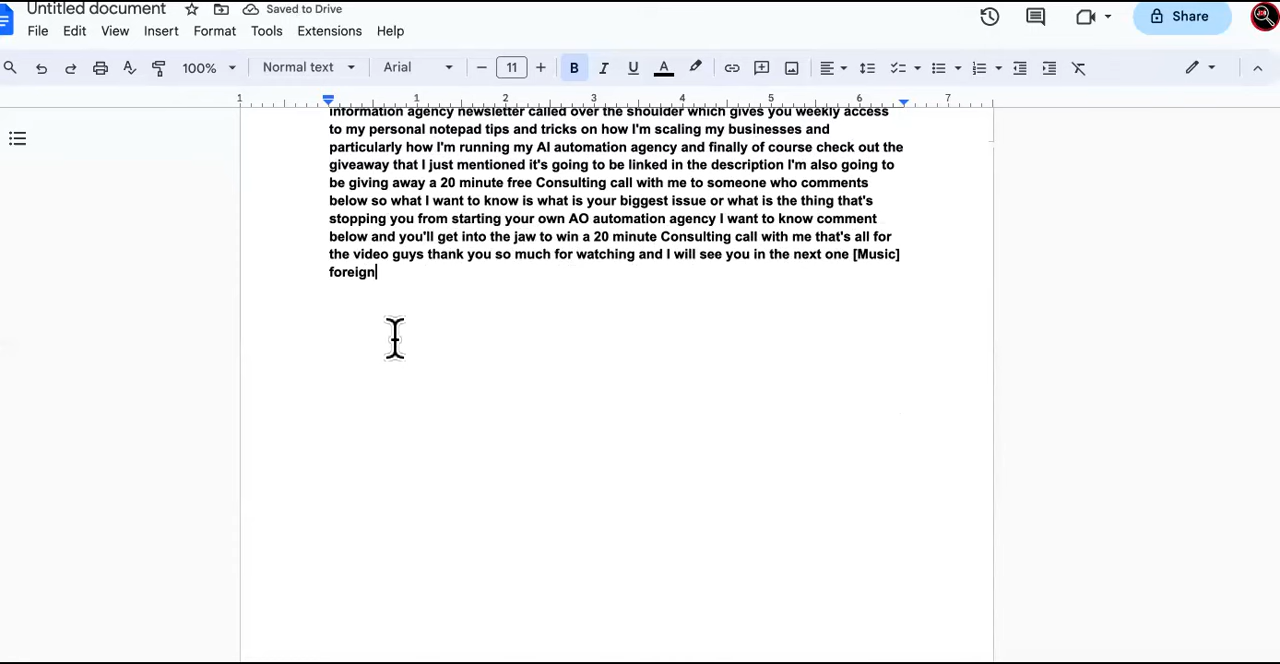 Untitled document
Saved to Drive
Share
File Edit View Insert Format Tools Extensions Help
100% Normal text Arial 11 B I U A
1 1 2 3 4 5 6 7
information agency newsletter called over the shoulder which gives you weekly access
to my personal notepad tips and tricks on how I'm scaling my businesses and
particularly how I'm running my AI automation agency and finally of course check out the
giveaway that I just mentioned it's going to be linked in the description I'm also going to
be giving away a 20 minute free Consulting call with me to someone who comments
below so what I want to know is what is your biggest issue or what is the thing that's
stopping you from starting your own AO automation agency I want to know comment
below and you'll get into the jaw to win a 20 minute Consulting call with me that's all for
the video guys thank you so much for watching and I will see you in the next one [Music]
foreign